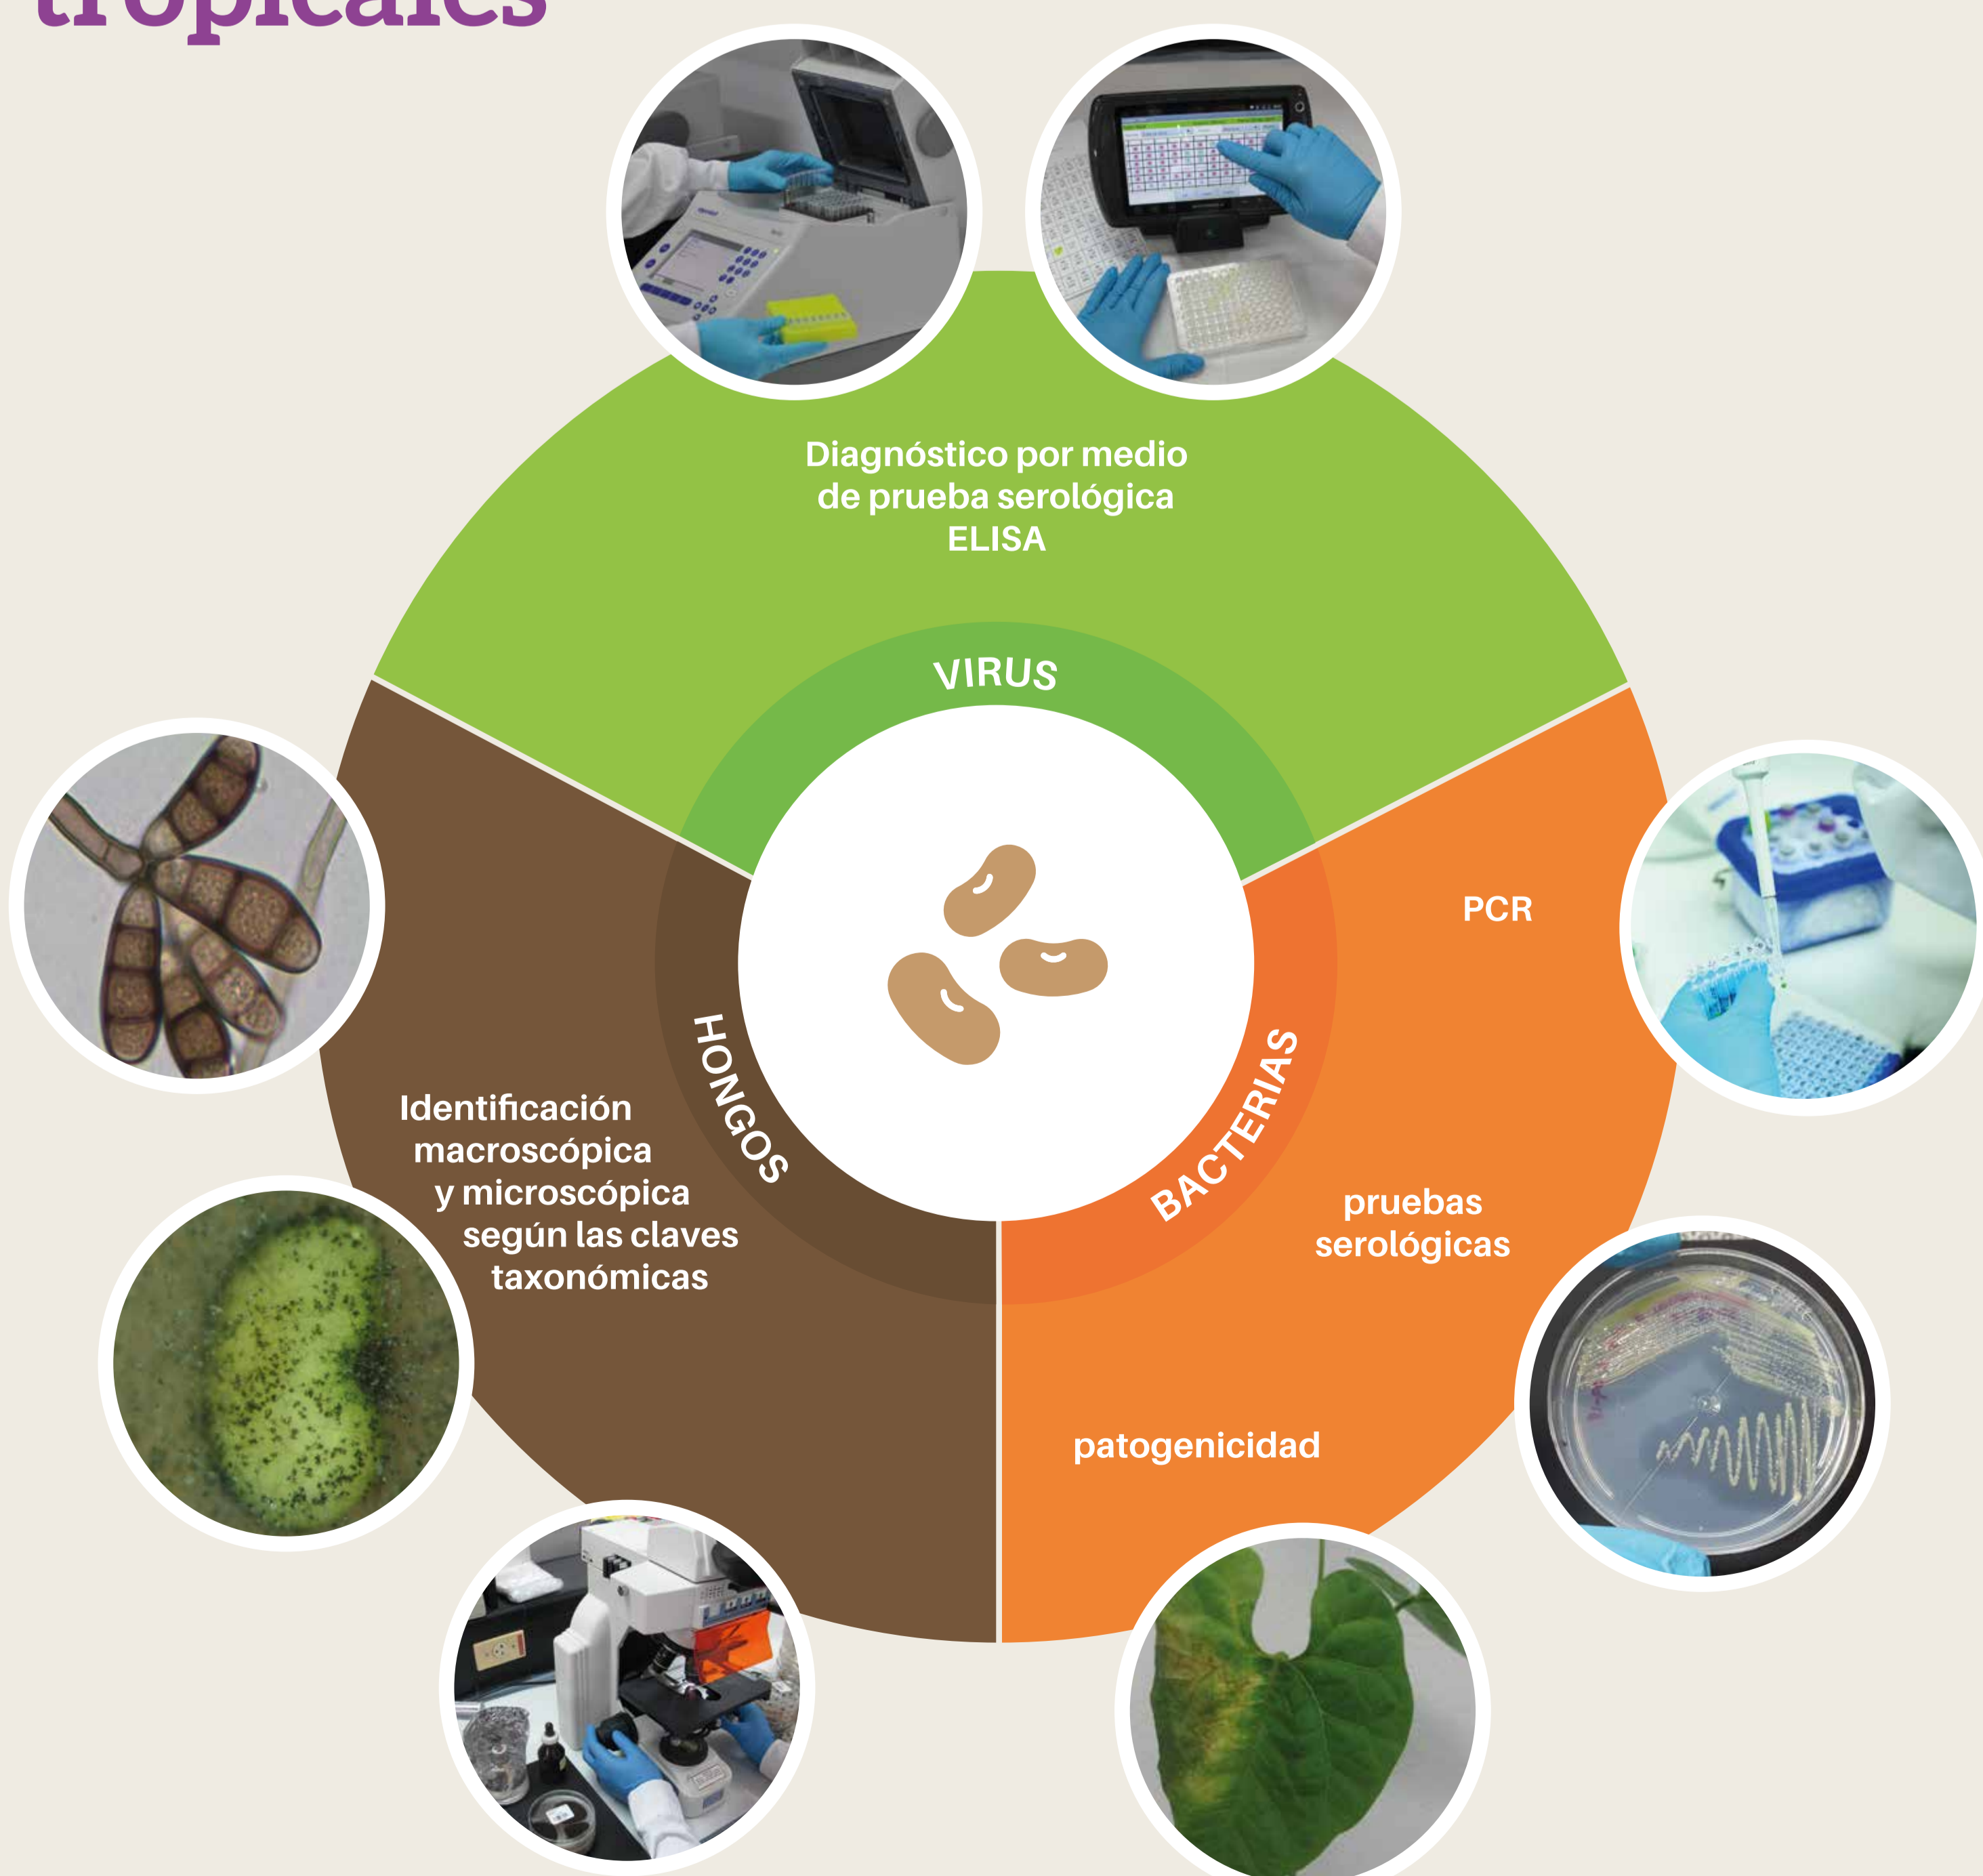 tropicales
Diagnóstico por medio
de prueba serológica
ELISA
VIRUS
PCR
HONGOS
BACTERIAS
Identificación
macroscópica
y microscópica
según las claves
taxonómicas
pruebas
serológicas
patogenicidad